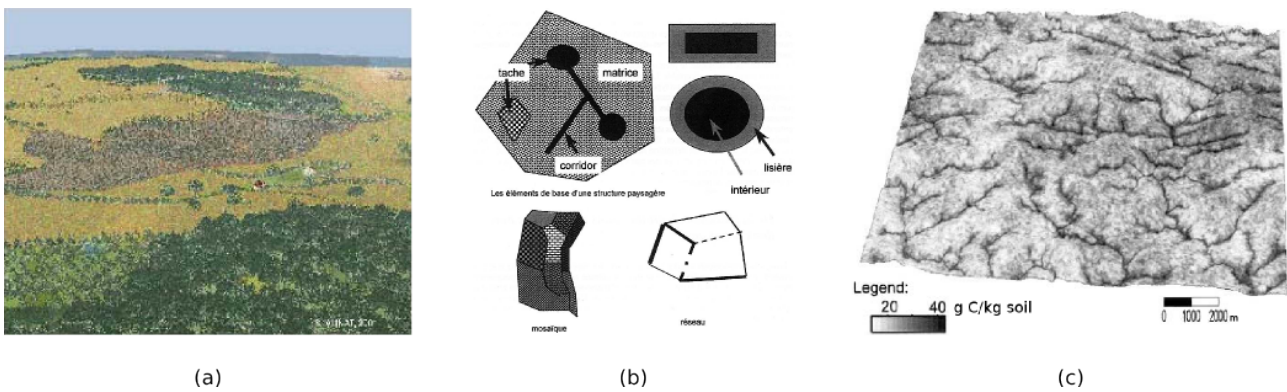 tache
matrice
corridor
Les éléments de base d'une structure paysagère
lisière
intérieur
mosaïque
réseau
Legend:
20 40 g C/kg soil
0 1000 2000 m
(a) (b) (c)